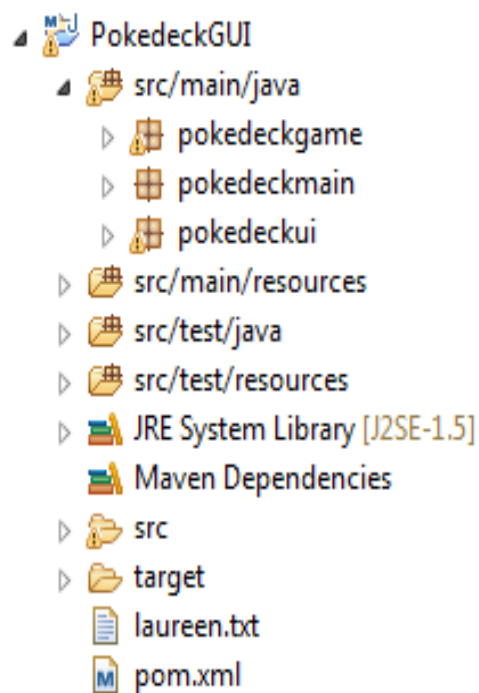 PokedeckGUI
src/main/java
pokedeckgame
pokedeckmain
pokedeckui
src/main/resources
src/test/java
src/test/resources
JRE System Library [J2SE-1.5]
Maven Dependencies
src
target
laureen.txt
pom.xml